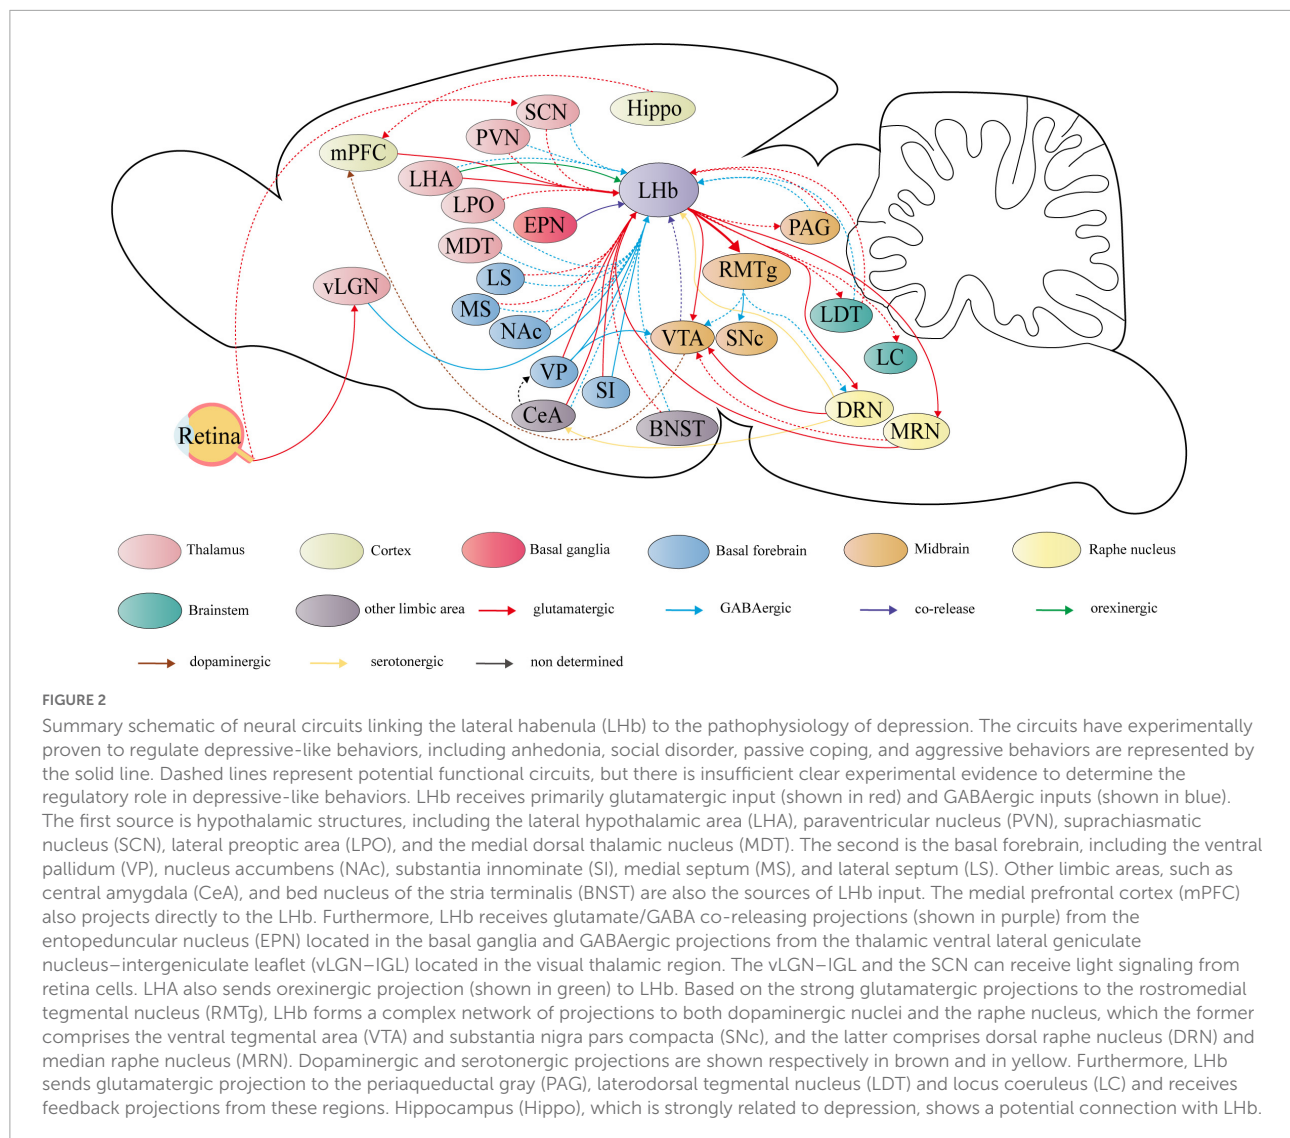 SCN
Hippo
PVN
mPFC
LHA
LHb
LPO
EPN
PAG
MDT
RMTg
LS
vLGN
MS
LDT
NAc
VTA
SNc
LC
VP
SI
CeA
DRN
BNST
MRN
Retina
Thalamus
Cortex
Basal ganglia
Basal forebrain
Midbrain
Raphe nucleus
Brainstem
other limbic area
glutamatergic
GABAergic
co-release
orexinergic
dopaminergic
serotonergic
non determined
FIGURE 2
Summary schematic of neural circuits linking the lateral habenula (LHb) to the pathophysiology of depression. The circuits have experimentally
proven to regulate depressive-like behaviors, including anhedonia, social disorder, passive coping, and aggressive behaviors are represented by
the solid line. Dashed lines represent potential functional circuits, but there is insufficient clear experimental evidence to determine the
regulatory role in depressive-like behaviors. LHb receives primarily glutamatergic input (shown in red) and GABAergic inputs (shown in blue).
The first source is hypothalamic structures, including the lateral hypothalamic area (LHA), paraventricular nucleus (PVN), suprachiasmatic
nucleus (SCN), lateral preoptic area (LPO), and the medial dorsal thalamic nucleus (MDT). The second is the basal forebrain, including the ventral
pallidum (VP), nucleus accumbens (NAc), substantia innominate (SI), medial septum (MS), and lateral septum (LS). Other limbic areas, such as
central amygdala (CeA), and bed nucleus of the stria terminalis (BNST) are also the sources of LHb input. The medial prefrontal cortex (mPFC)
also projects directly to the LHb. Furthermore, LHb receives glutamate/GABA co-releasing projections (shown in purple) from the
entopeduncular nucleus (EPN) located in the basal ganglia and GABAergic projections from the thalamic ventral lateral geniculate
nucleus–intergeniculate leaflet (vLGN–IGL) located in the visual thalamic region. The vLGN–IGL and the SCN can receive light signaling from
retina cells. LHA also sends orexinergic projection (shown in green) to LHb. Based on the strong glutamatergic projections to the rostromedial
tegmental nucleus (RMTg), LHb forms a complex network of projections to both dopaminergic nuclei and the raphe nucleus, which the former
comprises the ventral tegmental area (VTA) and substantia nigra pars compacta (SNc), and the latter comprises dorsal raphe nucleus (DRN) and
median raphe nucleus (MRN). Dopaminergic and serotonergic projections are shown respectively in brown and in yellow. Furthermore, LHb
sends glutamatergic projection to the periaqueductal gray (PAG), laterodorsal tegmental nucleus (LDT) and locus coeruleus (LC) and receives
feedback projections from these regions. Hippocampus (Hippo), which is strongly related to depression, shows a potential connection with LHb.